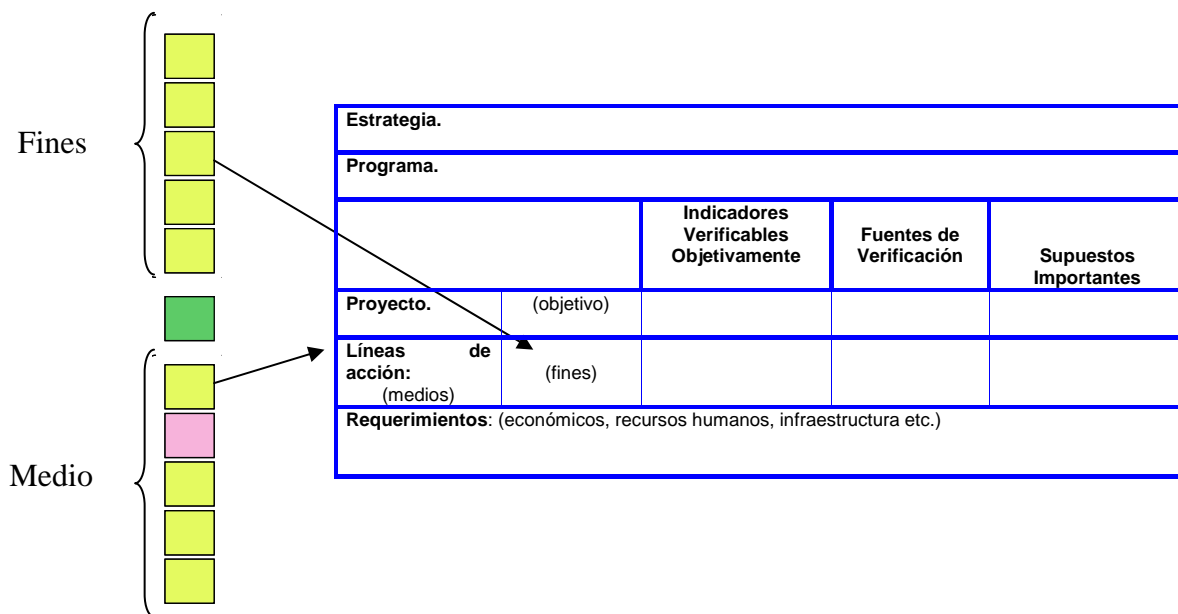 Fines
Estrategia.
Programa.
Indicadores
Verificables
Objetivamente
Fuentes de
Verificación
Supuestos
Importantes
Proyecto.
(objetivo)
Líneas de
acción:
(medios)
(fines)
Requerimientos: (económicos, recursos humanos, infraestructura etc.)
Medio